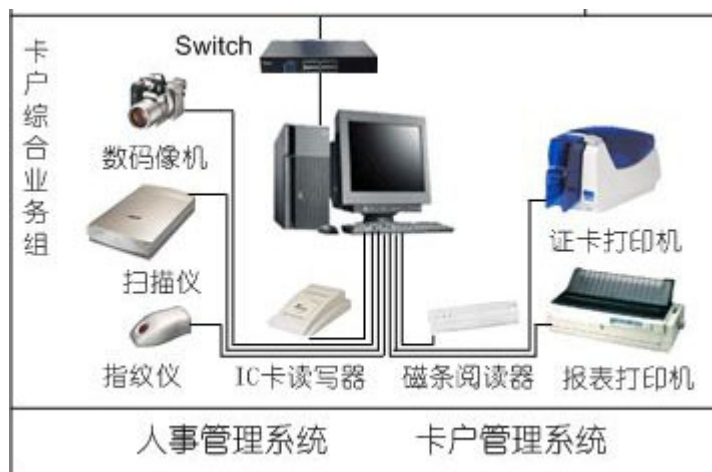 卡户综合业务组
Switch
数码像机
扫描仪
证卡打印机
指纹仪
IC卡读写器
磁条阅读器
报表打印机
人事管理系统
卡户管理系统